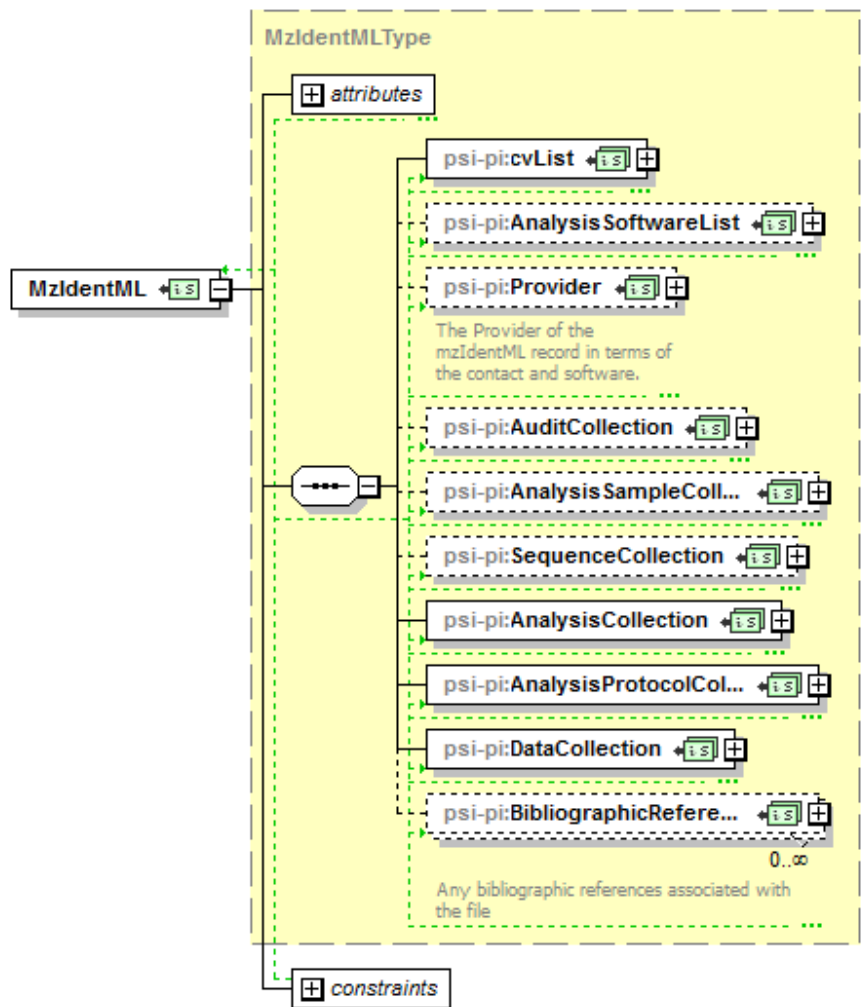 MzIdentMLType
attributes
psi-pi:cvList
psi-pi:AnalysisSoftwareList
MzIdentML
psi-pi:Provider
The Provider of the
mzIdentML record in terms of
the contact and software.
psi-pi:AuditCollection
psi-pi:AnalysisSampleColl...
psi-pi:SequenceCollection
psi-pi:AnalysisCollection
psi-pi:AnalysisProtocolCol...
psi-pi:DataCollection
psi-pi:BibliographicRefere...
0..∞
Any bibliographic references associated with
the file
constraints